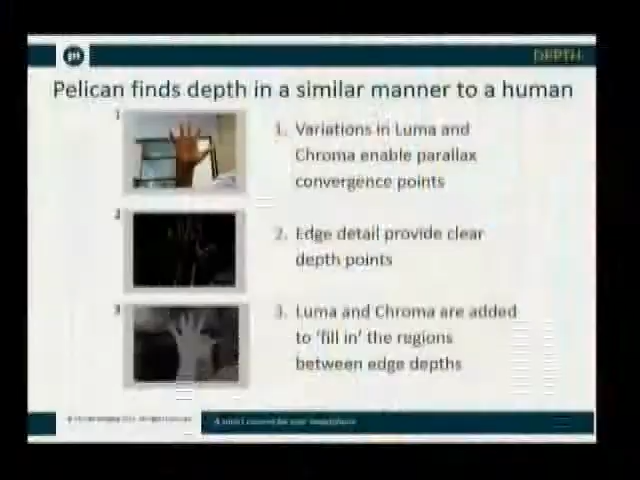 DEPTH
Pelican finds depth in a similar manner to a human
1
1. Variations in Luma and
Chroma enable parallax
convergence points
2
2. Edge detail provide clear
depth points
3
3. Luma and Chroma are added
to 'fill in' the regions
between edge depths